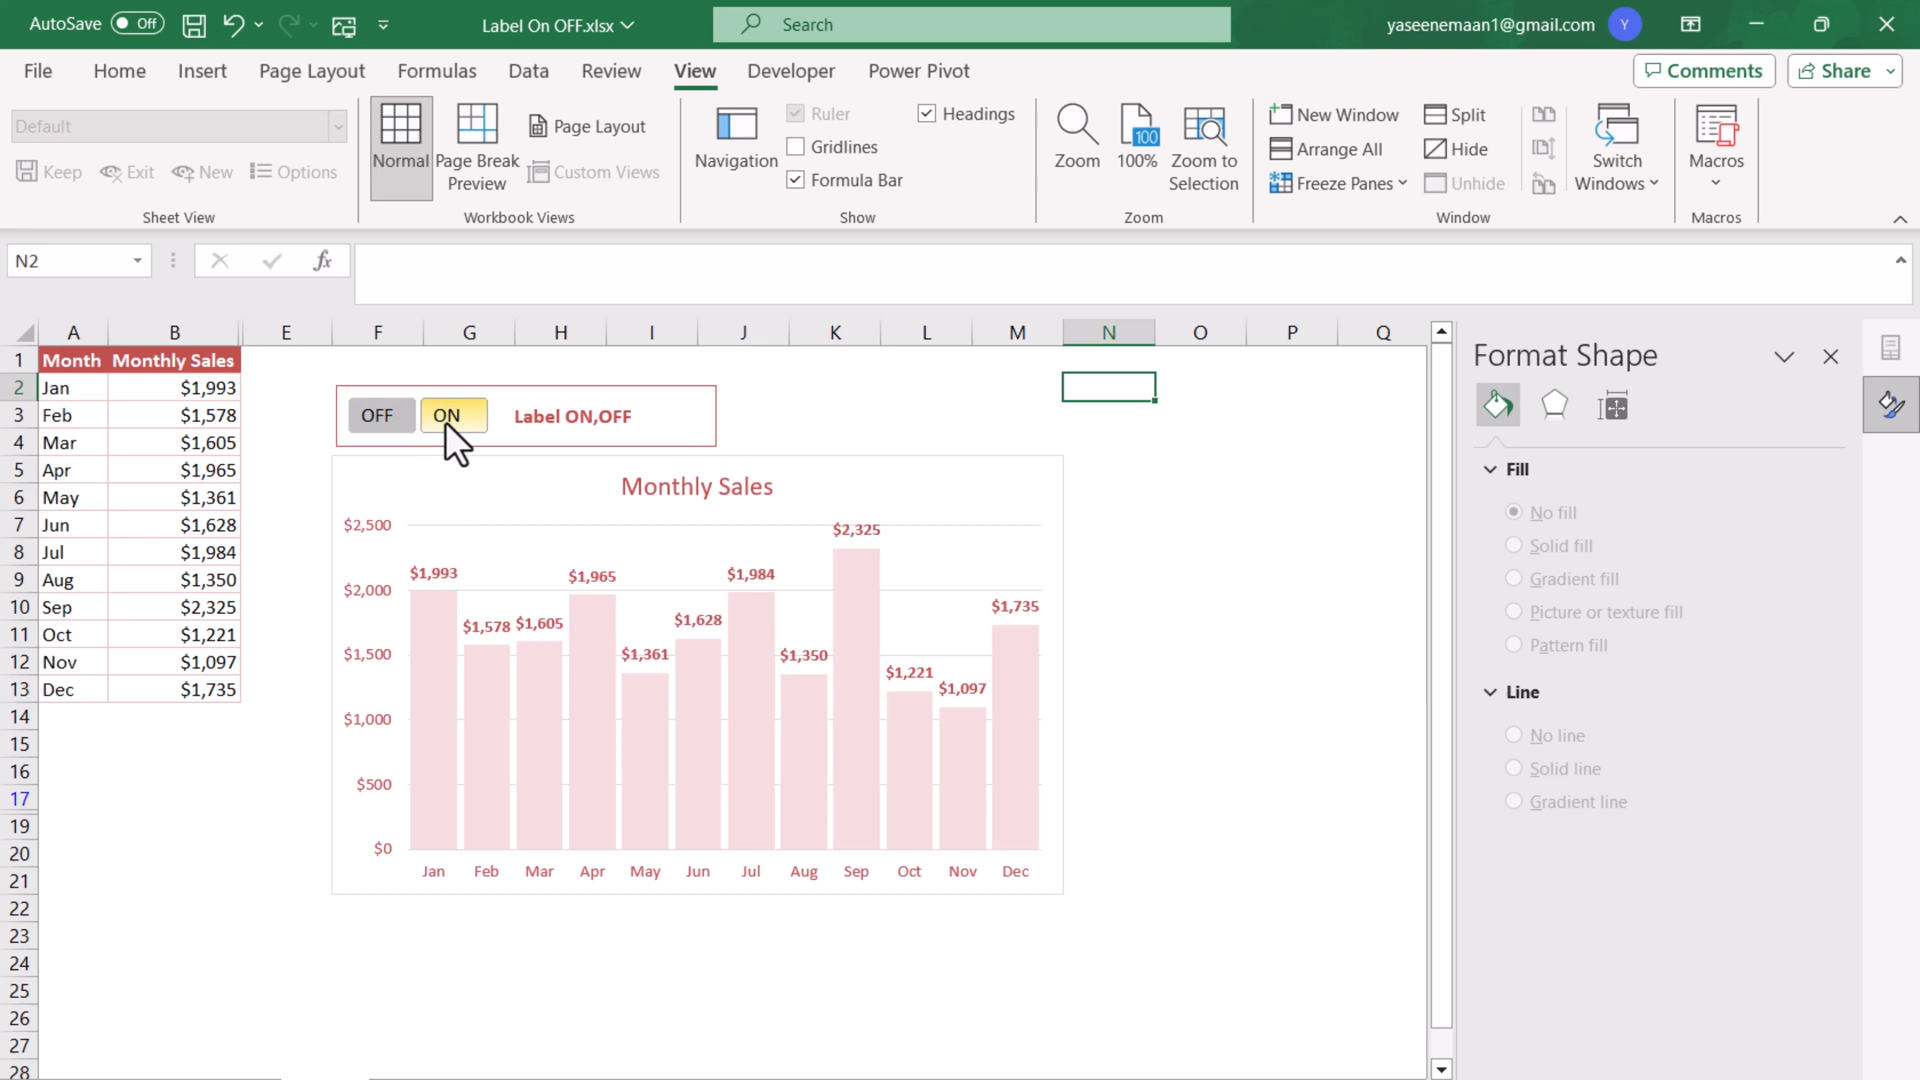 AutoSave Off Label On OFF.xlsx Search yaseenemaan1@gmail.com Y
File Home Insert Page Layout Formulas Data Review View Developer Power Pivot Comments Share
Default
Keep Exit New Options
Sheet View
Normal
Page Break Preview
Page Layout
Custom Views
Workbook Views
Navigation
Ruler
Gridlines
Formula Bar
Headings
Show
Zoom
100
100%
Zoom to Selection
Zoom
New Window
Arrange All
Freeze Panes
Split
Hide
Unhide
Switch Windows
Window
Macros
Macros
N2 fx
A B E F G H I J K L M N O P Q
1 Month Monthly Sales
2 Jan $1,993
3 Feb $1,578
4 Mar $1,605
5 Apr $1,965
6 May $1,361
7 Jun $1,628
8 Jul $1,984
9 Aug $1,350
10 Sep $2,325
11 Oct $1,221
12 Nov $1,097
13 Dec $1,735
14
15
16
17
19
20
21
22
23
24
25
26
27
28
OFF ON Label ON,OFF
Monthly Sales
$2,500
$2,000
$1,500
$1,000
$500
$0
$1,993 $1,578 $1,605 $1,965 $1,361 $1,628 $1,984 $1,350 $2,325 $1,221 $1,097 $1,735
Jan Feb Mar Apr May Jun Jul Aug Sep Oct Nov Dec
Format Shape
Fill
No fill
Solid fill
Gradient fill
Picture or texture fill
Pattern fill
Line
No line
Solid line
Gradient line